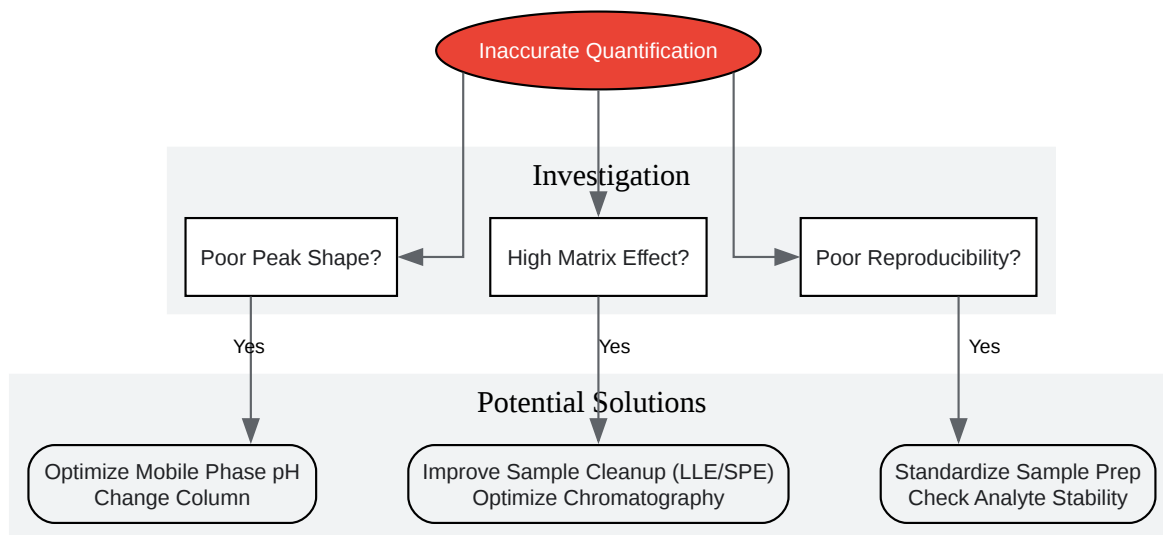 Inaccurate Quantification
Investigation
Poor Peak Shape?
High Matrix Effect?
Poor Reproducibility?
Yes
Yes
Yes
Potential Solutions
Optimize Mobile Phase pH
Change Column
Improve Sample Cleanup (LLE/SPE)
Optimize Chromatography
Standardize Sample Prep
Check Analyte Stability